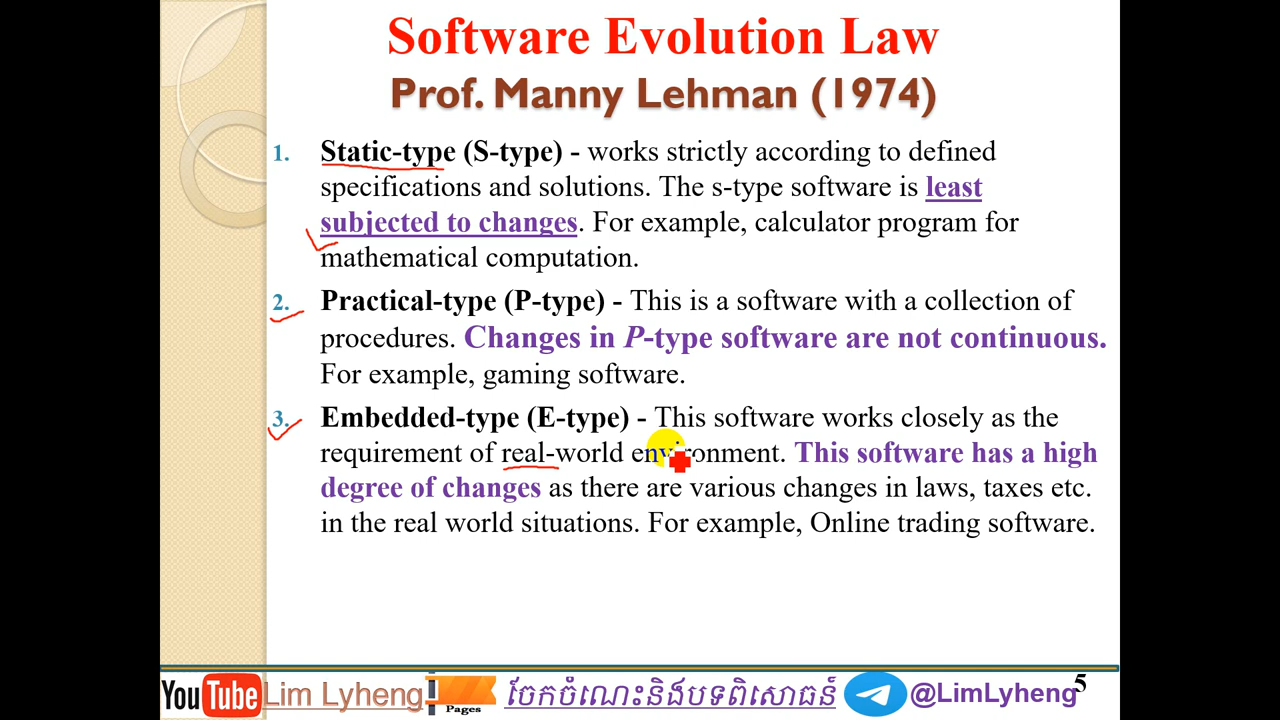 Software Evolution Law
Prof. Manny Lehman (1974)
1. Static-type (S-type) - works strictly according to defined
specifications and solutions. The s-type software is least
subjected to changes. For example, calculator program for
mathematical computation.
2. Practical-type (P-type) - This is a software with a collection of
procedures. Changes in P-type software are not continuous.
For example, gaming software.
3. Embedded-type (E-type) - This software works closely as the
requirement of real-world environment. This software has a high
degree of changes as there are various changes in laws, taxes etc.
in the real world situations. For example, Online trading software.
YouTube Lim Lyheng Pages ចែកចំណេះនិងបទពិសោធន៍ @LimLyheng 5